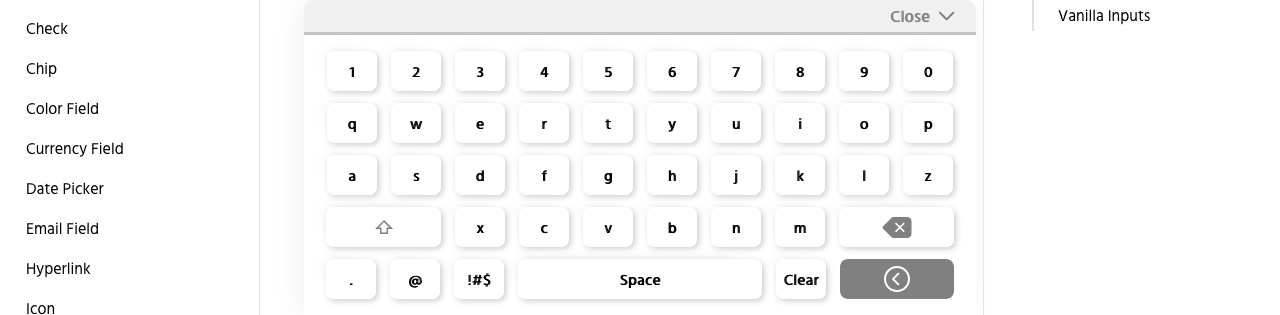 Check
Chip
Color Field
Currency Field
Date Picker
Email Field
Hyperlink
Icon
Close
1 2 3 4 5 6 7 8 9 0
q w e r t y u i o p
a s d f g h j k l z
x c v b n m
. @ !#$ Space Clear
Vanilla Inputs